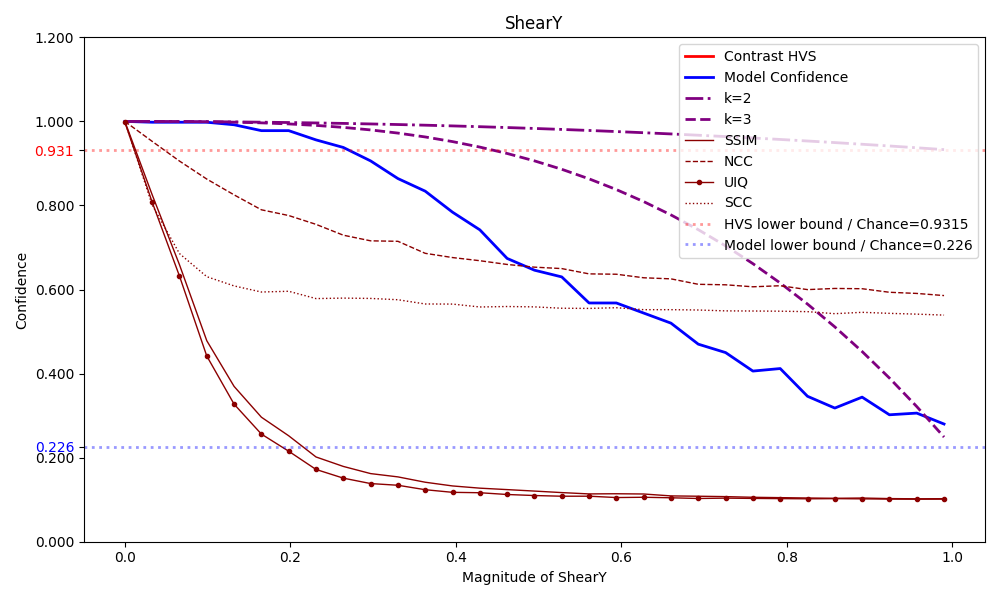 ShearY
1.200
1.000
0.931
0.800
0.600
0.400
0.226
0.200
0.000
Confidence
Contrast HVS
Model Confidence
k=2
k=3
SSIM
NCC
UIQ
SCC
HVS lower bound / Chance=0.9315
Model lower bound / Chance=0.226
0.0 0.2 0.4 0.6 0.8 1.0
Magnitude of ShearY